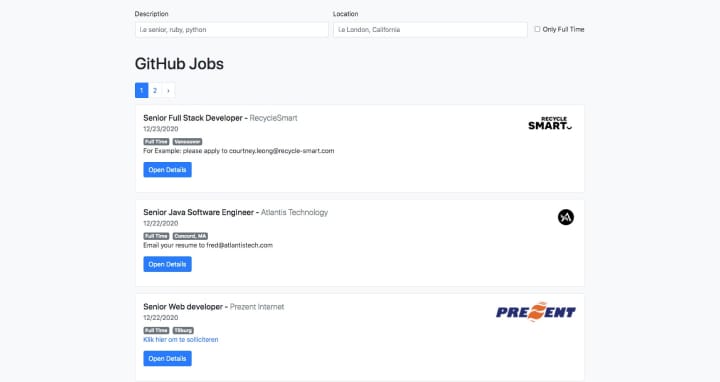 Description Location
i.e senior, ruby, python i.e London, California Only Full Time
GitHub Jobs
1 2 ›
Senior Full Stack Developer - RecycleSmart
RECYCLE
SMART
12/23/2020
Full Time Vancouver
For Example: please apply to courtney.leong@recycle-smart.com
Open Details
Senior Java Software Engineer - Atlantis Technology
12/22/2020
Full Time Concord, MA
Email your resume to fred@atlantistech.com
Open Details
Senior Web developer - Prezent Internet
PREZENT
12/22/2020
Full Time Tilburg
Klik hier om te solliciteren
Open Details